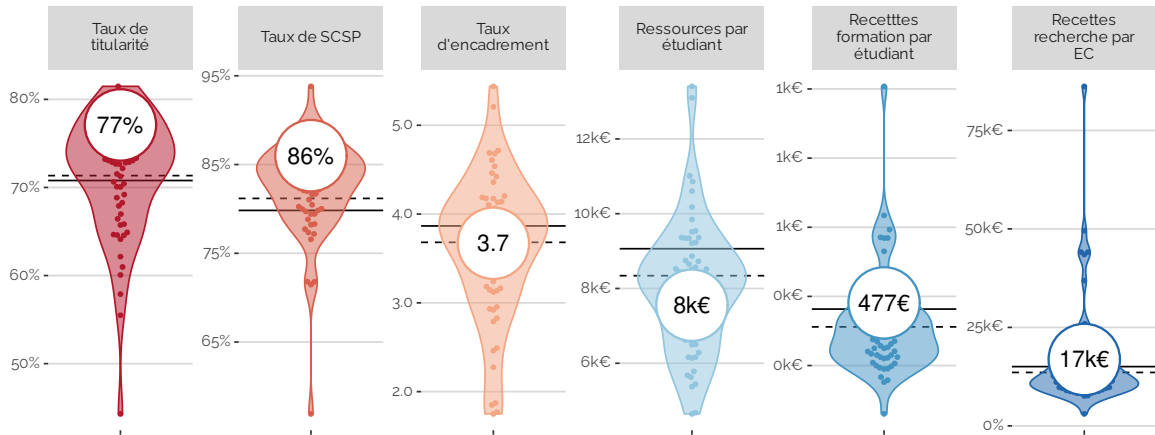 Taux de
titularité
Taux de SCSP
Taux
d'encadrement
Ressources par
étudiant
Recetttes
formation par
étudiant
Recettes
recherche par
EC
80%
70%
60%
50%
77%
95%
85%
75%
65%
86%
5.0
4.0
3.0
2.0
3.7
12k€
10k€
8k€
6k€
8k€
1k€
1k€
1k€
0k€
0k€
477€
75k€
50k€
25k€
0%
17k€